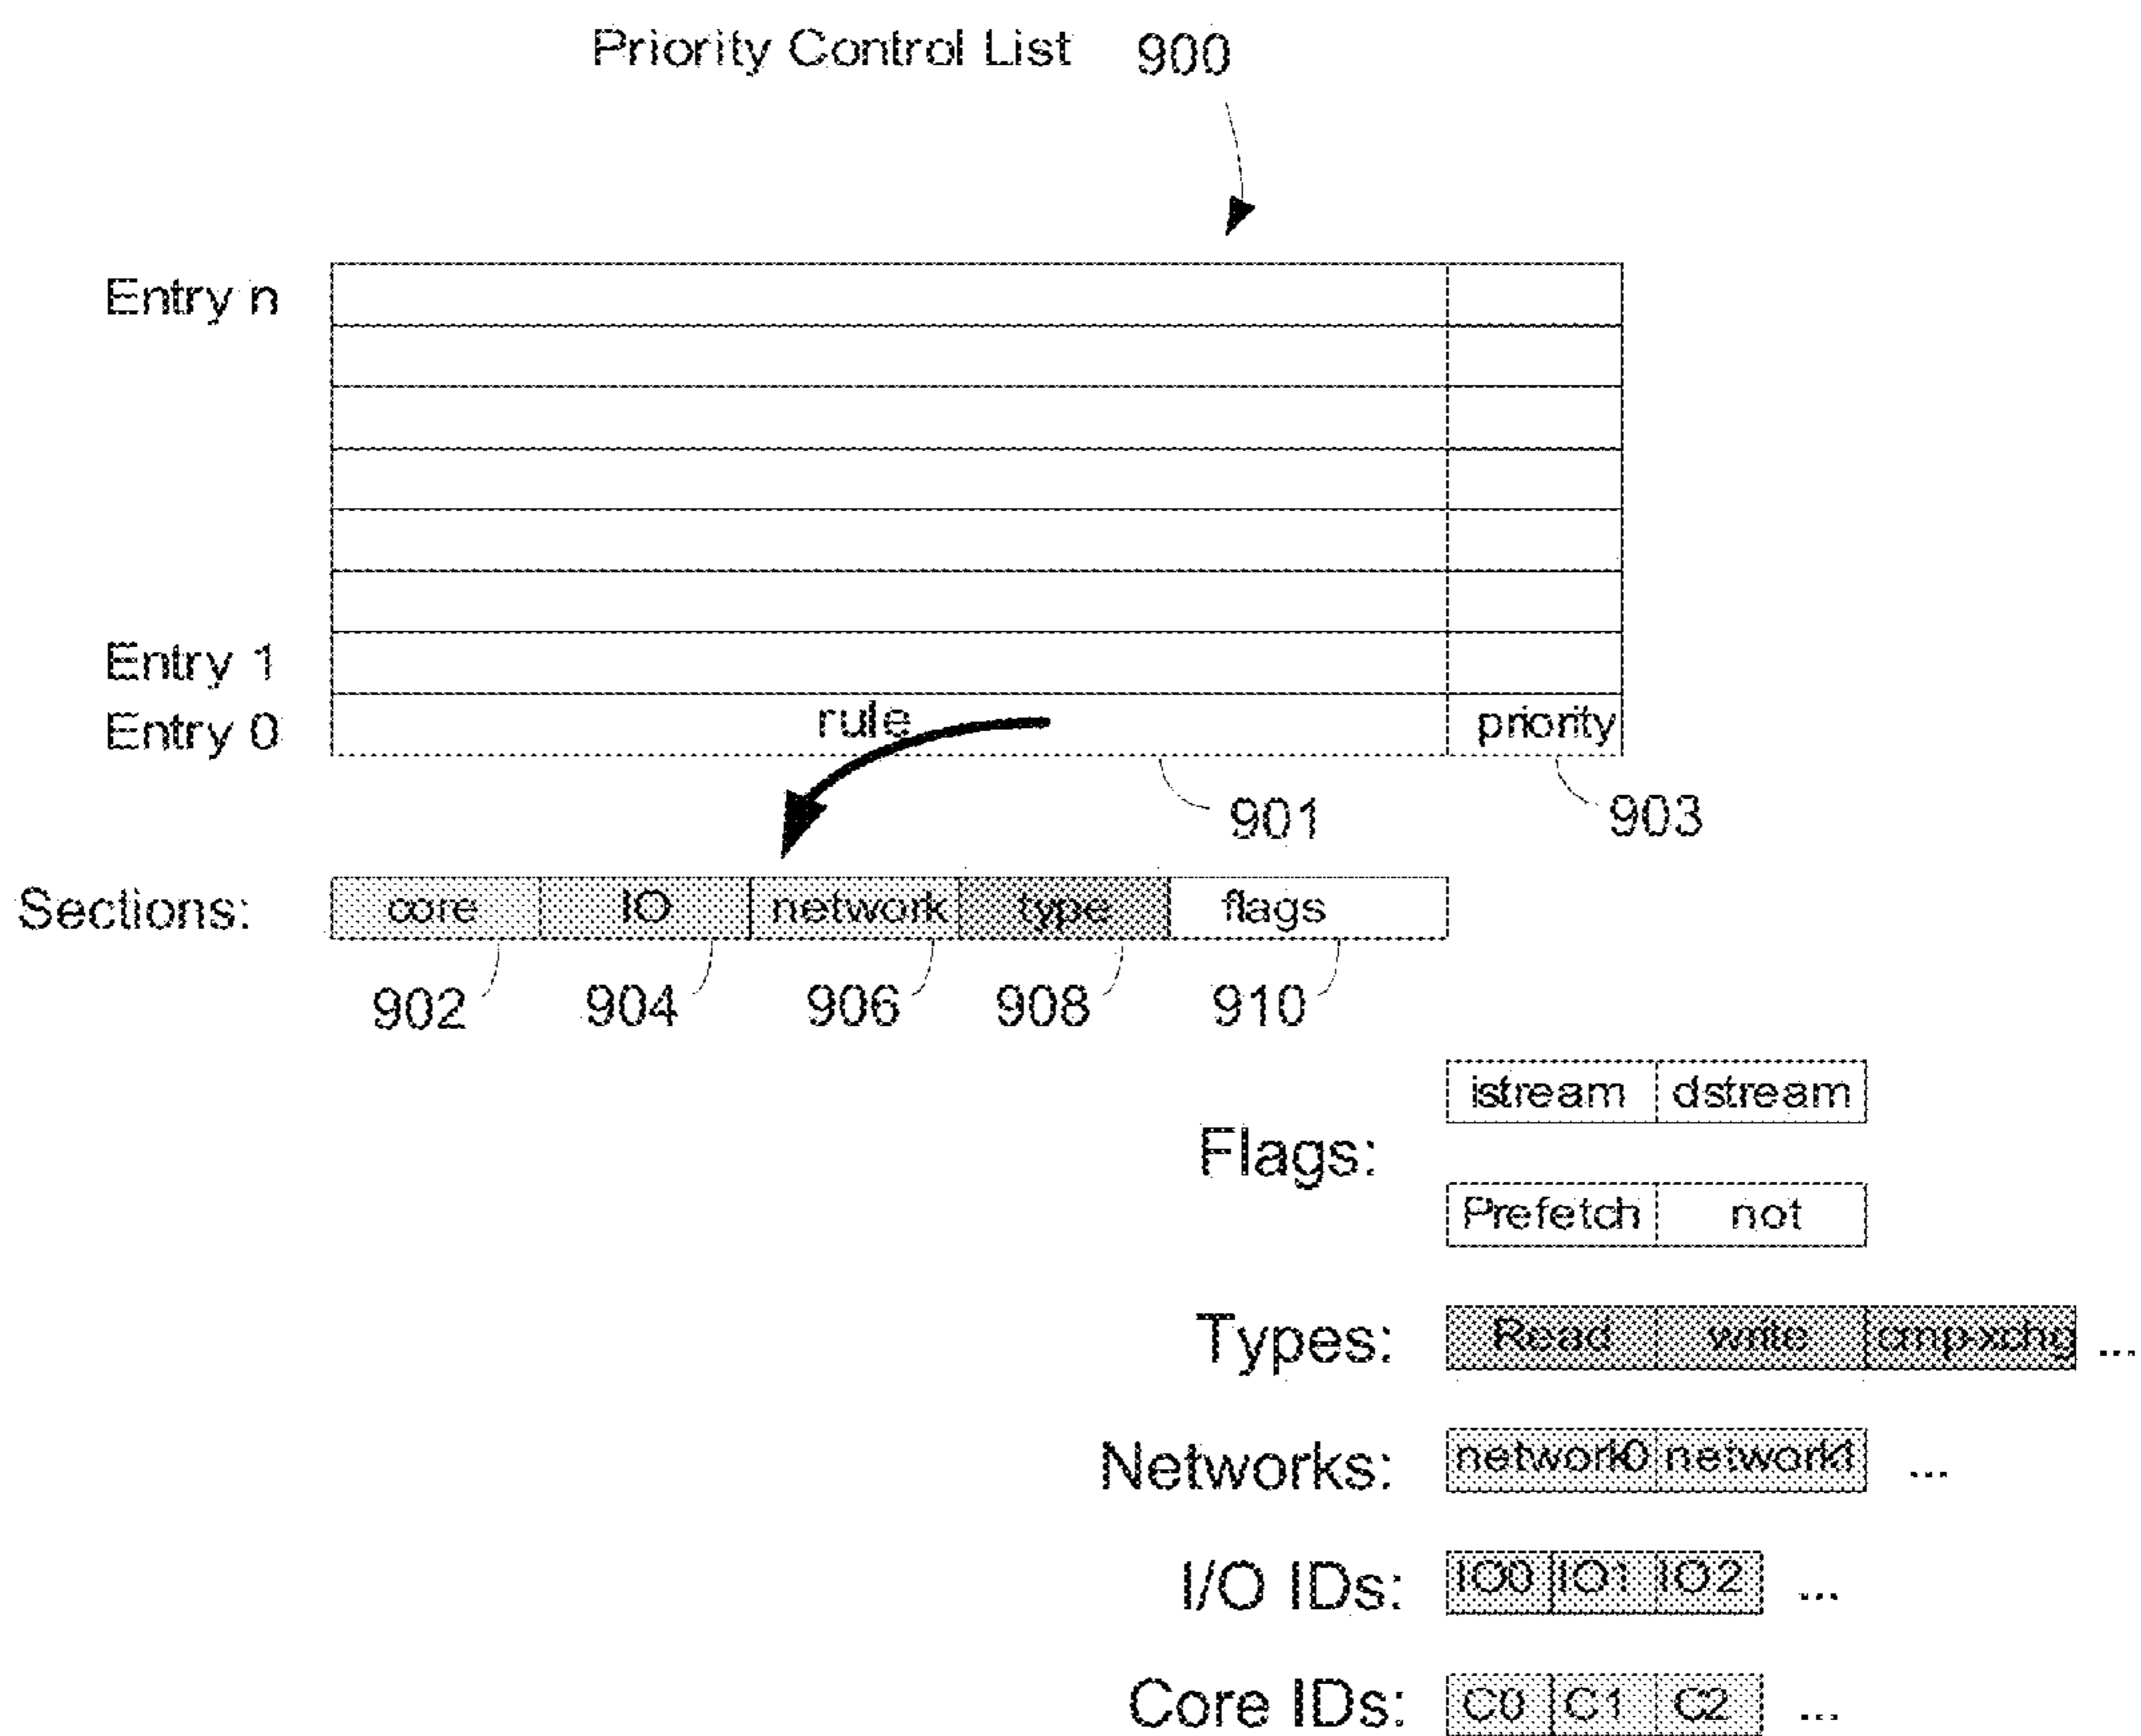 Priority Control List 900
Entry n
Entry 1
Entry 0 rule priority
901 903
Sections: core IO network type flags
902 904 906 908 910
istream dstream
Flags:
Prefetch not
Types: Read write cmp-xchg ...
Networks: network0 network1 ...
I/O IDs: IO0 IO1 IO2 ...
Core IDs: C0 C1 C2 ...